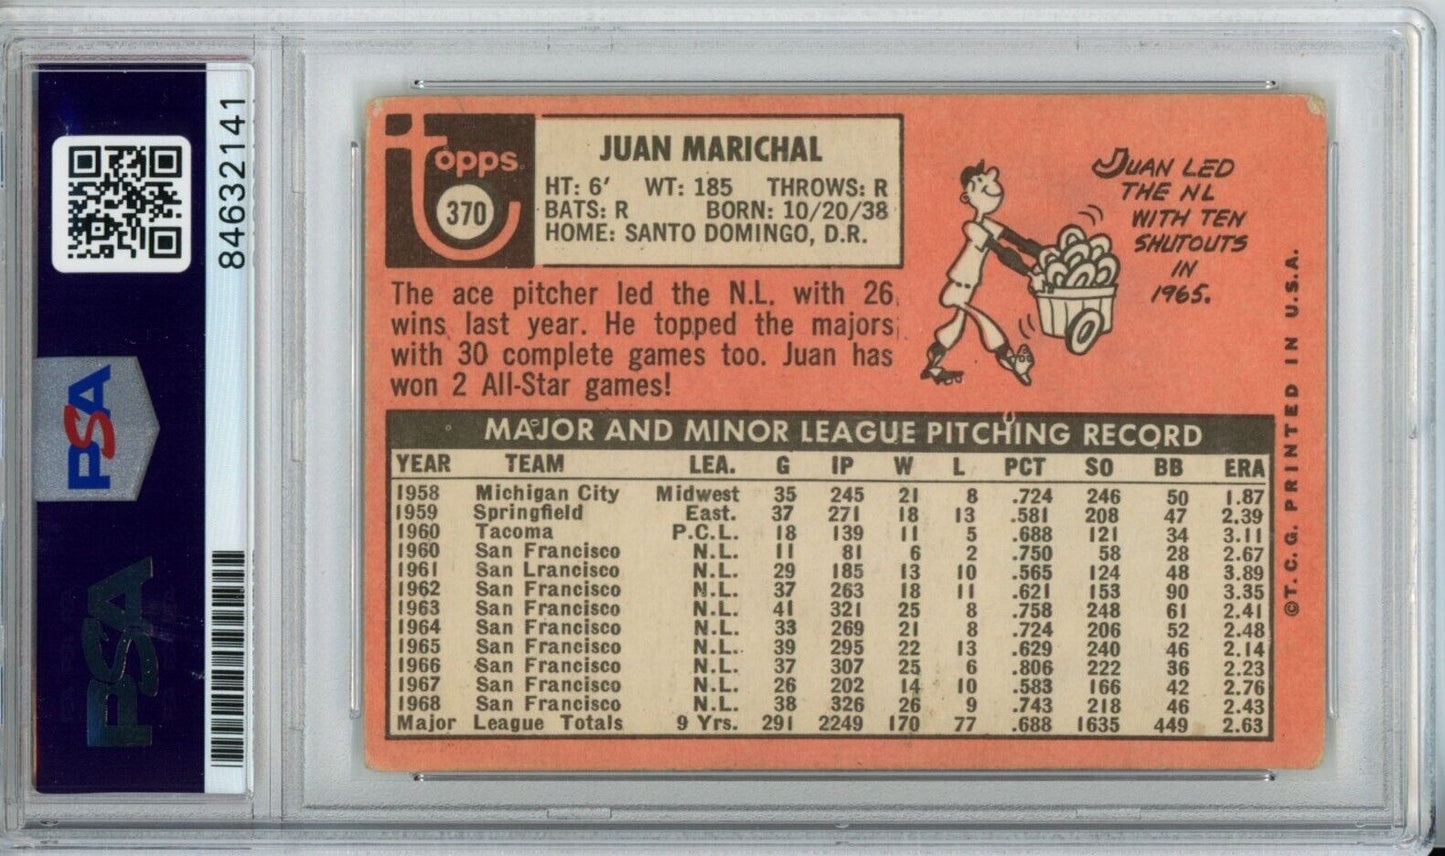 84632141
PSA
PSA
topps.
370
JUAN MARICHAL
HT: 6' WT: 185 THROWS: R
BATS: R BORN: 10/20/38
HOME: SANTO DOMINGO, D.R.
The ace pitcher led the N.L. with 26
wins last year. He topped the majors
with 30 complete games too. Juan has
won 2 All-Star games!
JUAN LED
THE NL
WITH TEN
SHUTOUTS
IN
1965.
MAJOR AND MINOR LEAGUE PITCHING RECORD
YEAR TEAM LEA. G IP W L PCT SO BB ERA
1958 Michigan City Midwest 35 245 21 8 .724 246 50 1.87
1959 Springfield East. 37 271 18 13 .581 208 47 2.39
1960 Tacoma P.C.L. 18 139 11 5 .688 121 34 3.11
1960 San Francisco N.L. 11 81 6 2 .750 58 28 2.67
1961 San Lrancisco N.L. 29 185 13 10 .565 124 48 3.89
1962 San Francisco N.L. 37 263 18 11 .621 153 90 3.35
1963 San Francisco N.L. 41 321 25 8 .758 248 61 2.41
1964 San Francisco N.L. 33 269 21 8 .724 206 52 2.48
1965 San Francisco N.L. 39 295 22 13 .629 240 46 2.14
1966 San Francisco N.L. 37 307 25 6 .806 222 36 2.23
1967 San Francisco N.L. 26 202 14 10 .583 166 42 2.76
1968 San Francisco N.L. 38 326 26 9 .743 218 46 2.43
Major League Totals 9 Yrs. 291 2249 170 77 .688 1635 449 2.63
©T.C.G. PRINTED IN U.S.A.